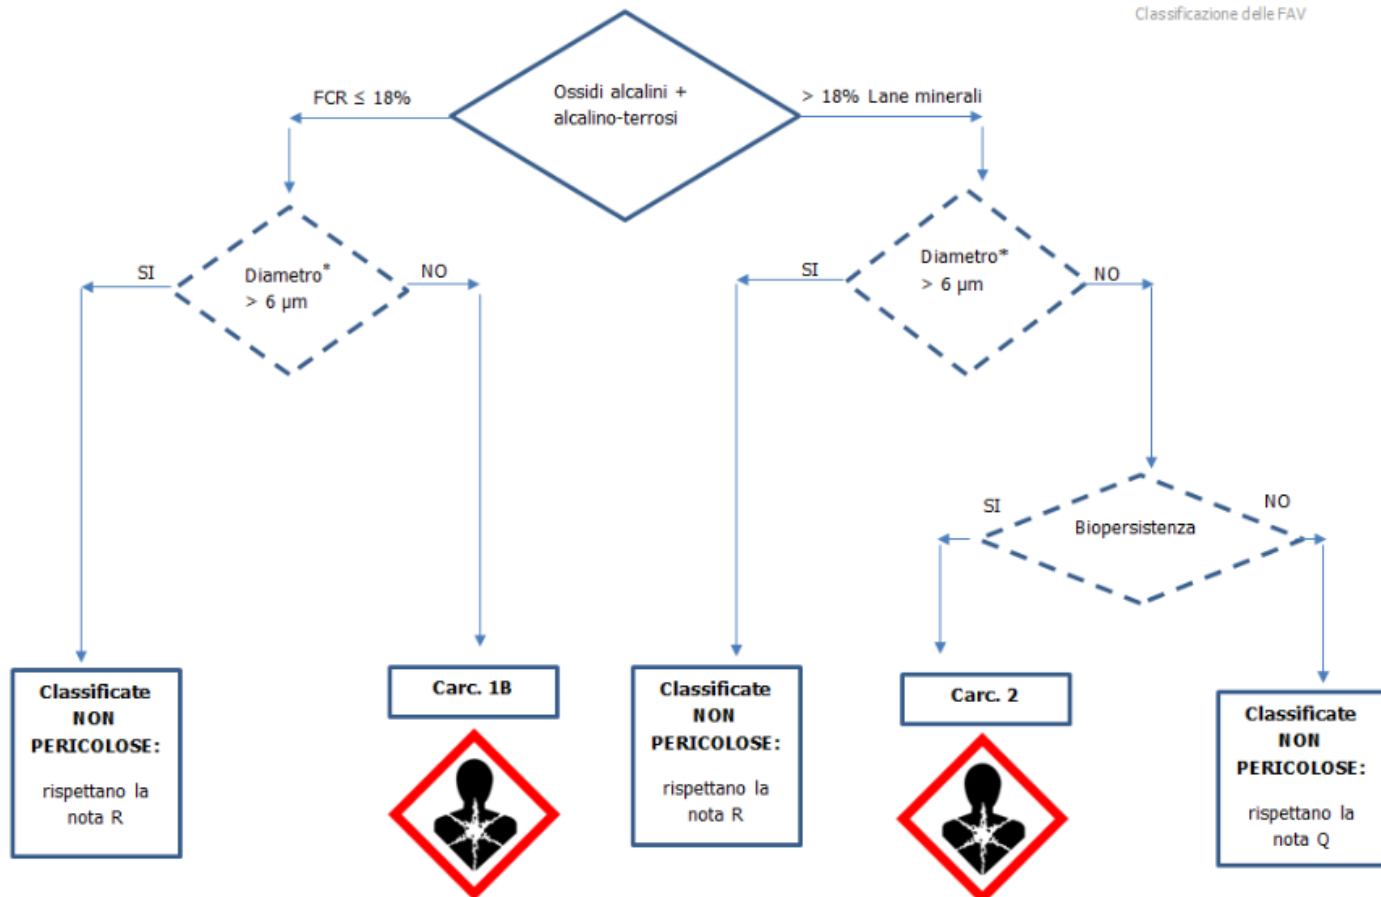 Classificazione delle FAV
FCR ≤ 18%
Ossidi alcalini +
alcalino-terrosi
> 18% Lane minerali
SI
Diametro*
> 6 µm
NO
SI
Diametro*
> 6 µm
NO
SI
Biopersistenza
NO
Classificate
NON
PERICOLOSE:
rispettano la
nota R
Carc. 1B
Classificate
NON
PERICOLOSE:
rispettano la
nota R
Carc. 2
Classificate
NON
PERICOLOSE:
rispettano la
nota Q